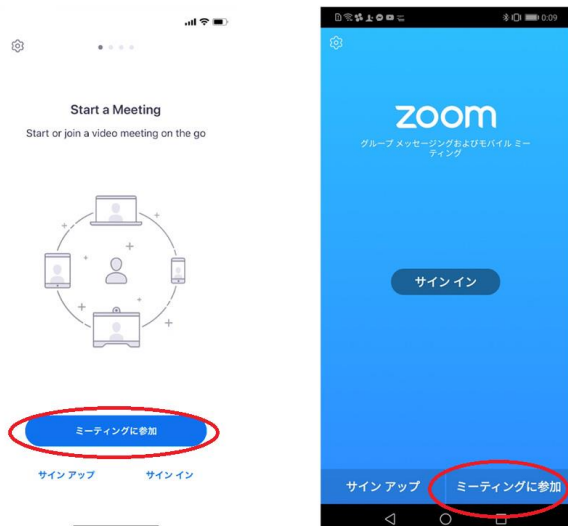 Start a Meeting
Start or join a video meeting on the go
ミーティングに参加
サイン アップ
サイン イン
0:09
zoom
グループ メッセージングおよびモバイル ミー
ティング
サイン イン
サイン アップ
ミーティングに参加